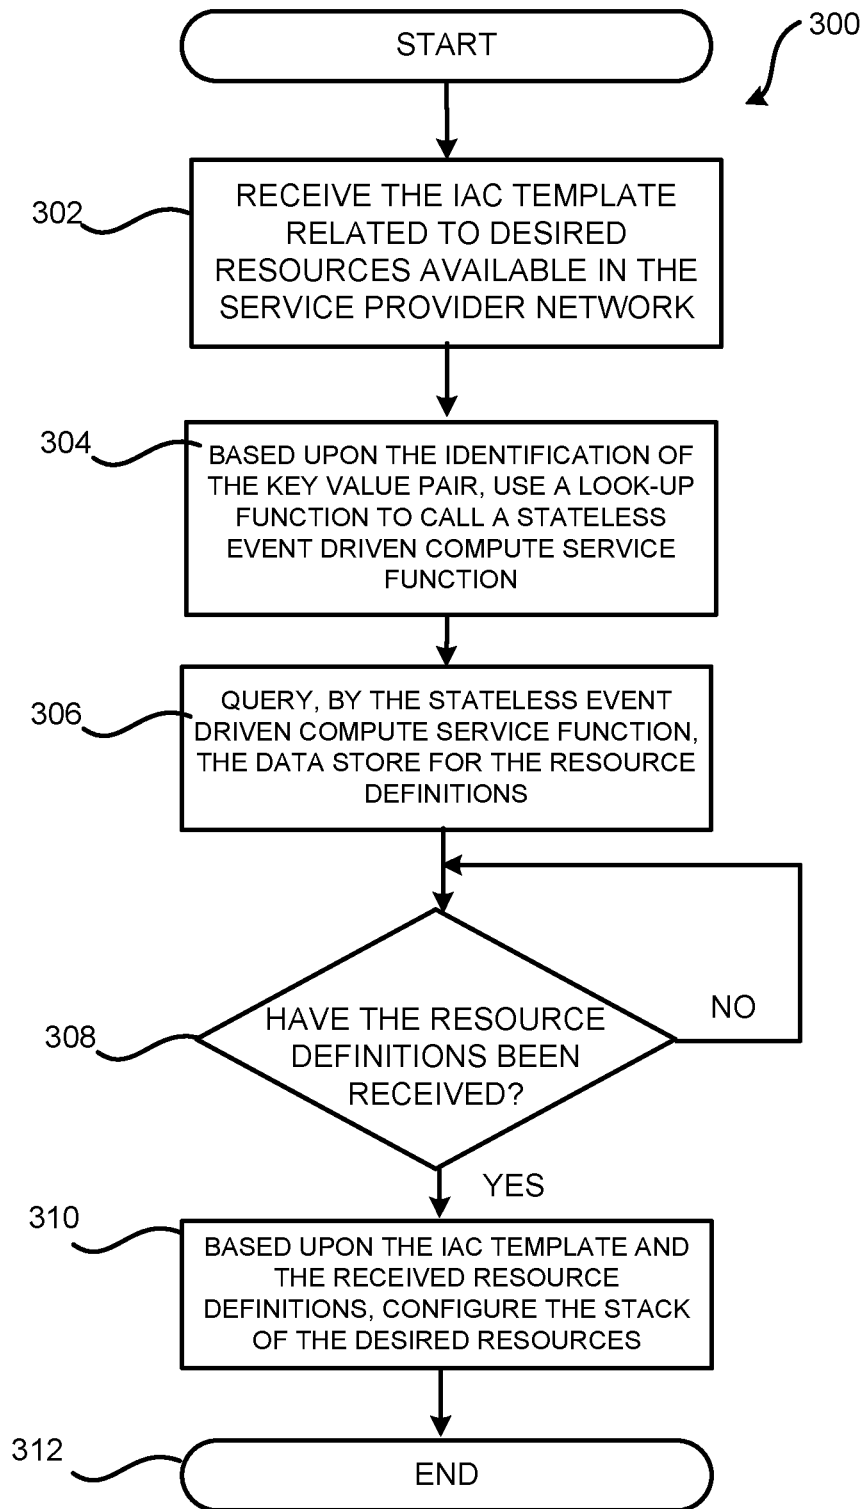 START
300
302
RECEIVE THE IAC TEMPLATE
RELATED TO DESIRED
RESOURCES AVAILABLE IN THE
SERVICE PROVIDER NETWORK
304
BASED UPON THE IDENTIFICATION OF
THE KEY VALUE PAIR, USE A LOOK-UP
FUNCTION TO CALL A STATELESS
EVENT DRIVEN COMPUTE SERVICE
FUNCTION
306
QUERY, BY THE STATELESS EVENT
DRIVEN COMPUTE SERVICE FUNCTION,
THE DATA STORE FOR THE RESOURCE
DEFINITIONS
308
HAVE THE RESOURCE
DEFINITIONS BEEN
RECEIVED?
NO
YES
310
BASED UPON THE IAC TEMPLATE AND
THE RECEIVED RESOURCE
DEFINITIONS, CONFIGURE THE STACK
OF THE DESIRED RESOURCES
312
END